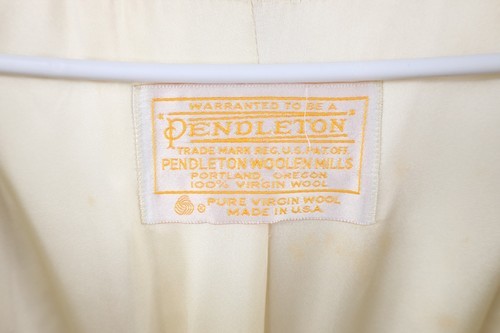 WARRANTED TO BE A
"PENDLETON"
TRADE MARK REG. U.S. PAT. OFF.
PENDLETON WOOLEN MILLS
PORTLAND, OREGON
100% VIRGIN WOOL
® PURE VIRGIN WOOL
MADE IN U.S.A.